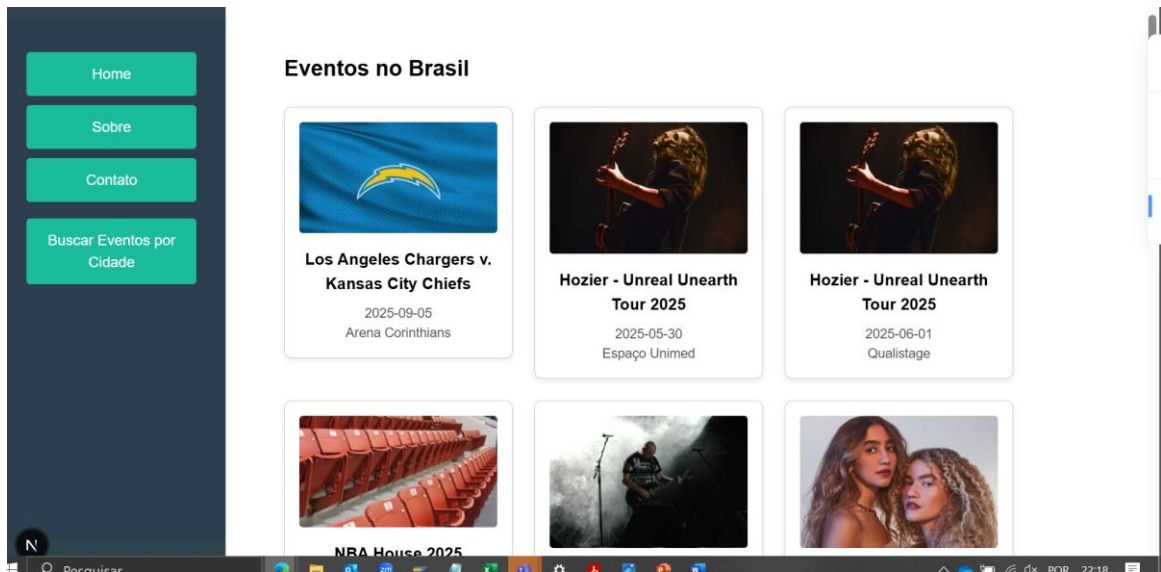 Home
Sobre
Contato
Buscar Eventos por
Cidade
Eventos no Brasil
Los Angeles Chargers v.
Kansas City Chiefs
2025-09-05
Arena Corinthians
Hozier - Unreal Unearth
Tour 2025
2025-05-30
Espaço Unimed
Hozier - Unreal Unearth
Tour 2025
2025-06-01
Qualistage
NBA House 2025
N
Pesquisar
zm
POR 22:18